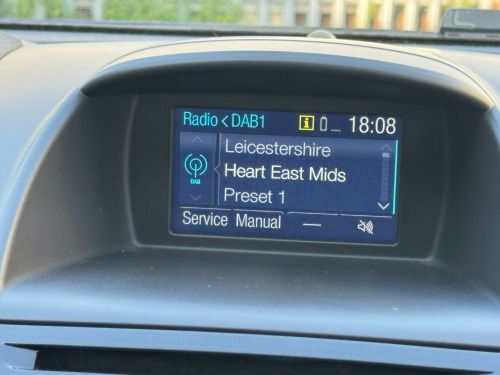 Radio < DAB1 i .... 18:08
Leicestershire
Heart East Mids
DAB
Preset 1
Service Manual —